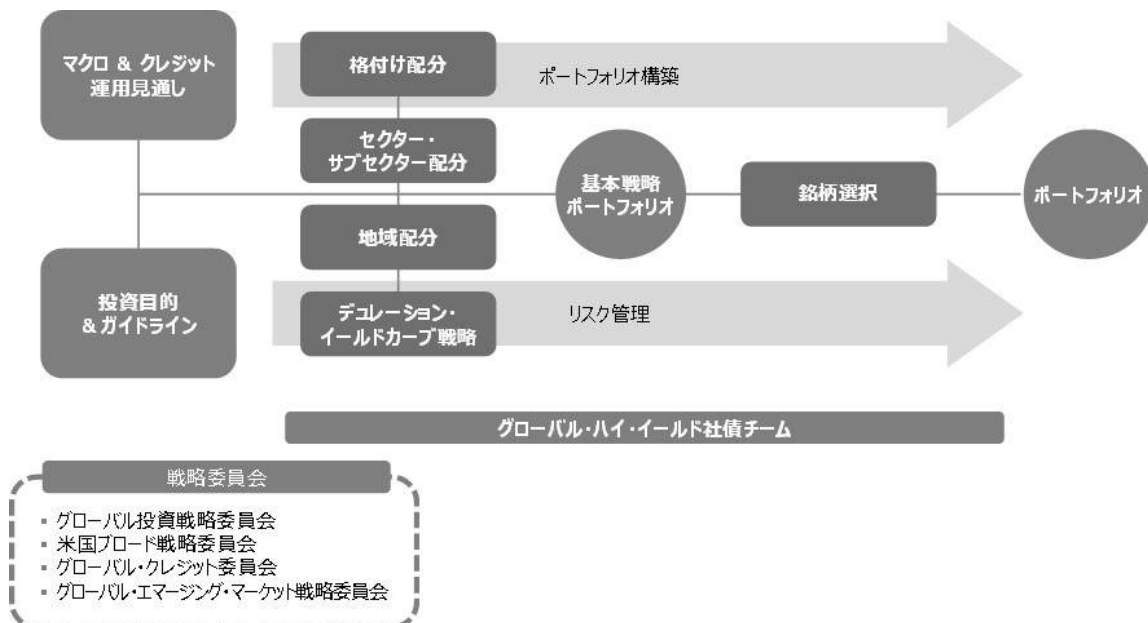 マクロ & クレジット
運用見通し
投資目的
& ガイドライン
格付け配分
ポートフォリオ構築
セクター・
サブセクター配分
基本戦略
ポートフォリオ
銘柄選択
ポートフォリオ
地域配分
デュレーション・
イールドカーブ戦略
リスク管理
グローバル・ハイ・イールド社債チーム
戦略委員会
▪ グローバル投資戦略委員会
▪ 米国ブロード戦略委員会
▪ グローバル・クレジット委員会
▪ グローバル・エマージング・マーケット戦略委員会